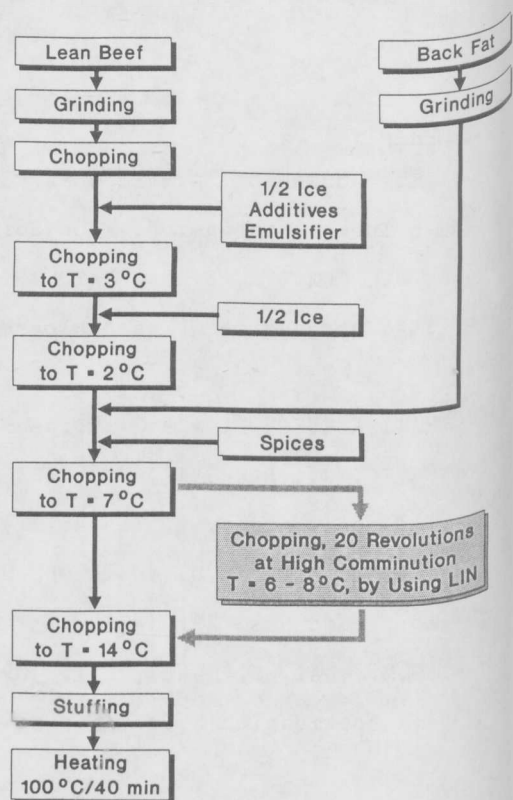 Lean Beef
Back Fat
Grinding
Grinding
Chopping
1/2 Ice
Additives
Emulsifier
Chopping
to T = 3 °C
1/2 Ice
Chopping
to T = 2 °C
Spices
Chopping
to T = 7 °C
Chopping, 20 Revolutions
at High Comminution
T = 6 - 8 °C, by Using LIN
Chopping
to T = 14 °C
Stuffing
Heating
100 °C/40 min